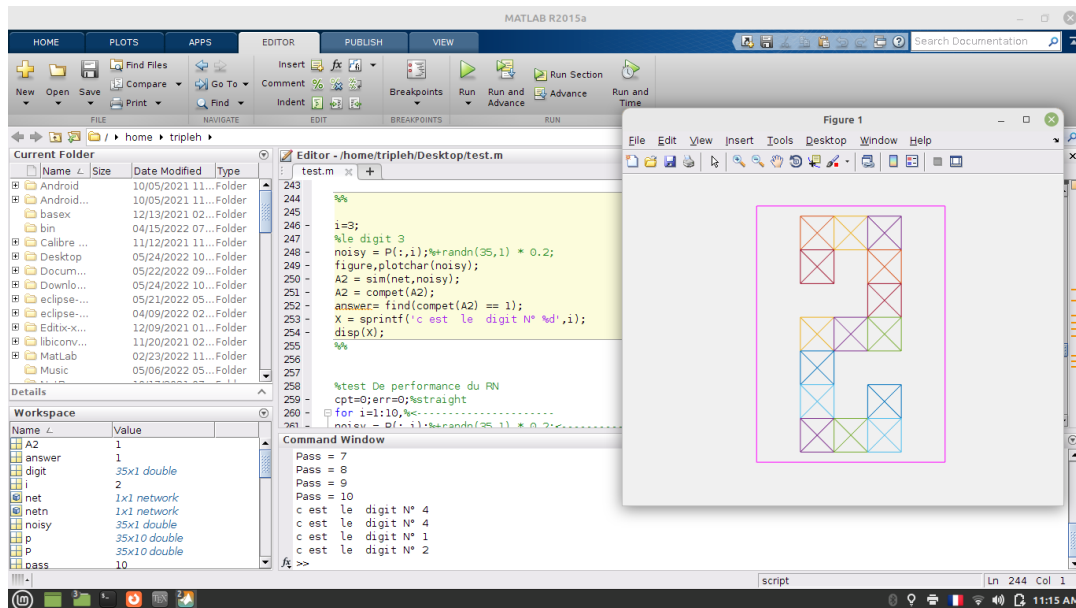 MATLAB R2015a
HOME PLOTS APPS EDITOR PUBLISH VIEW Search Documentation
Find Files Insert fx
New Open Save Compare Go To Comment Breakpoints Run Run and Advance Run Section Advance Run and Time
Print Find Indent
FILE NAVIGATE EDIT BREAKPOINTS RUN
/ home tripleh
Current Folder
Name Size Date Modified Type
Android 10/05/2021 11... Folder
Android... 10/05/2021 11... Folder
basex 12/13/2021 02... Folder
bin 04/15/2022 07... Folder
Calibre ... 11/12/2021 11... Folder
Desktop 05/24/2022 10... Folder
Docum... 05/22/2022 09... Folder
Downlo... 05/24/2022 10... Folder
eclipse-... 05/21/2022 05... Folder
eclipse-... 04/09/2022 02... Folder
Editix-x... 12/09/2021 01... Folder
libiconv... 11/20/2021 02... Folder
MatLab 02/23/2022 11... Folder
Music 05/06/2022 05... Folder
Details
Workspace
Name Value
A2 1
answer 1
digit 35x1 double
i 2
net 1x1 network
netn 1x1 network
noisy 35x1 double
p 35x10 double
P 35x10 double
pass 10
Editor - /home/tripleh/Desktop/test.m
test.m × +
243
244 %%
245
246 - i=3;
247 %le digit 3
248 - noisy = P(:,i);%+randn(35,1) * 0.2;
249 - figure,plotchar(noisy);
250 - A2 = sim(net,noisy);
251 - A2 = compet(A2);
252 - answer= find(compet(A2) == 1);
253 - X = sprintf('c est  le  digit N° %d',i);
254 - disp(X);
255 %%
256
257
258 %test De performance du RN
259 - cpt=0;err=0;%straight
260 - for i=1:10,%<----------------------
261 - noisy = P(:,i);%+randn(35,1) * 0.2;<
Command Window
Pass = 7
Pass = 8
Pass = 9
Pass = 10
c est  le  digit N° 4
c est  le  digit N° 4
c est  le  digit N° 1
c est  le  digit N° 2
fx >>
Figure 1
File Edit View Insert Tools Desktop Window Help
script Ln 244 Col 1
11:15 AM